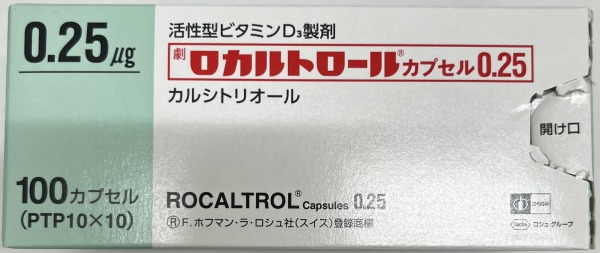 0.25μg
活性型ビタミンD₃製剤
劇 ロカルトロール®カプセル0.25
カルシトリオール
開け口
100カプセル
(PTP10×10)
ROCALTROL® Capsules 0.25
Ⓡ F.ホフマン・ラ・ロシュ社(スイス)登録商標
CHUGAI
Roche ロシュ グループ